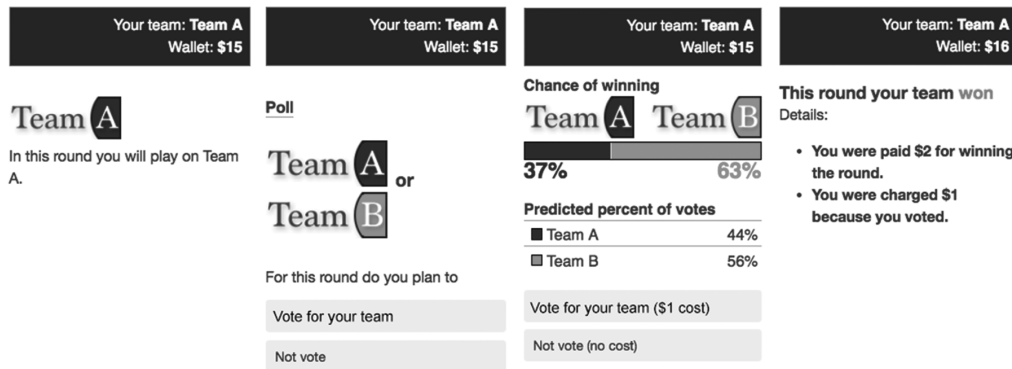 Your team: Team A
Wallet: $15
Team A
In this round you will play on Team
A.
Your team: Team A
Wallet: $15
Poll
Team A or
Team B
For this round do you plan to
Vote for your team
Not vote
Your team: Team A
Wallet: $15
Chance of winning
Team A Team B
37% 63%
Predicted percent of votes
Team A 44%
Team B 56%
Vote for your team ($1 cost)
Not vote (no cost)
Your team: Team A
Wallet: $16
This round your team won
Details:
• You were paid $2 for winning
the round.
• You were charged $1
because you voted.